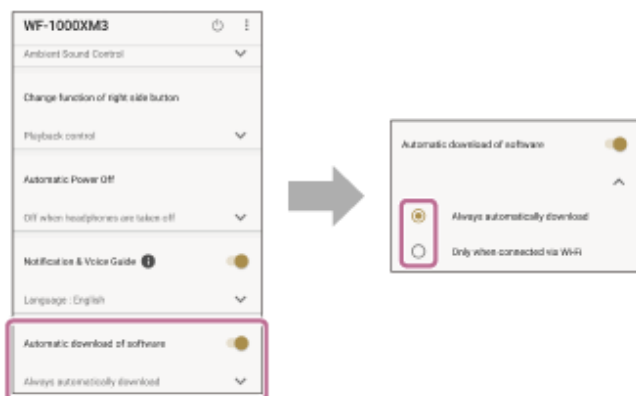 WF-1000XM3
Ambient Sound Control
Change function of right side button
Playback control
Automatic Power Off
Off when headphones are taken off
Notification & Voice Guide
Language : English
Automatic download of software
Always automatically download
Automatic download of software
Always automatically download
Only when connected via Wi-Fi